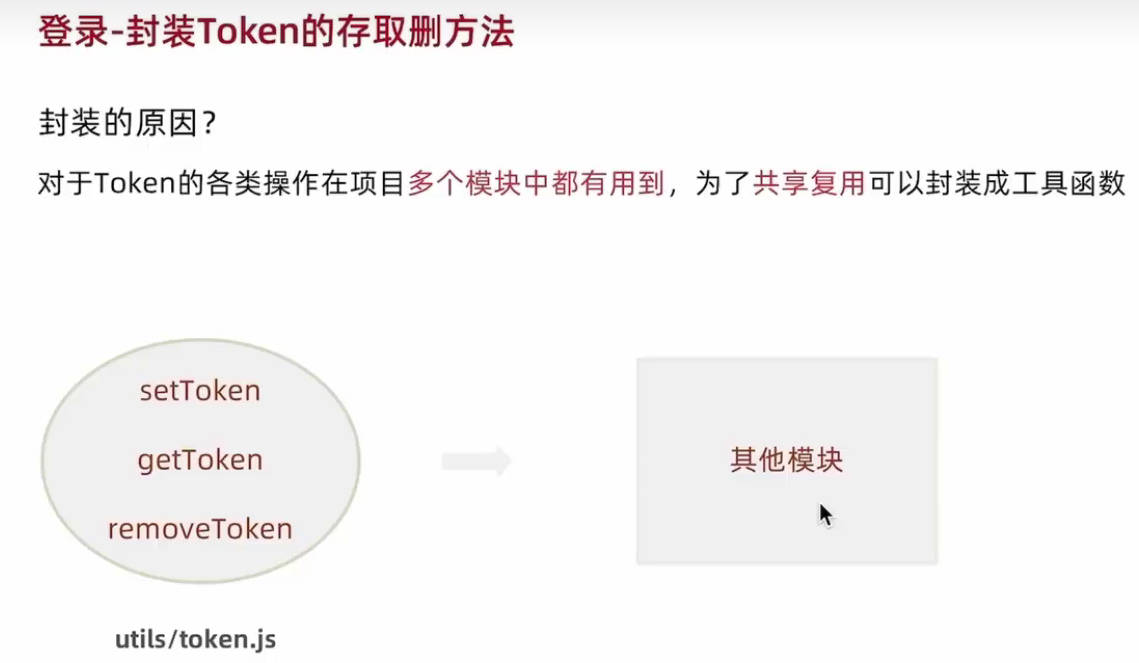 登录-封装Token的存取删方法
封装的原因？
对于Token的各类操作在项目多个模块中都有用到，为了共享复用可以封装成工具函数
setToken
getToken
removeToken
其他模块
utils/token.js